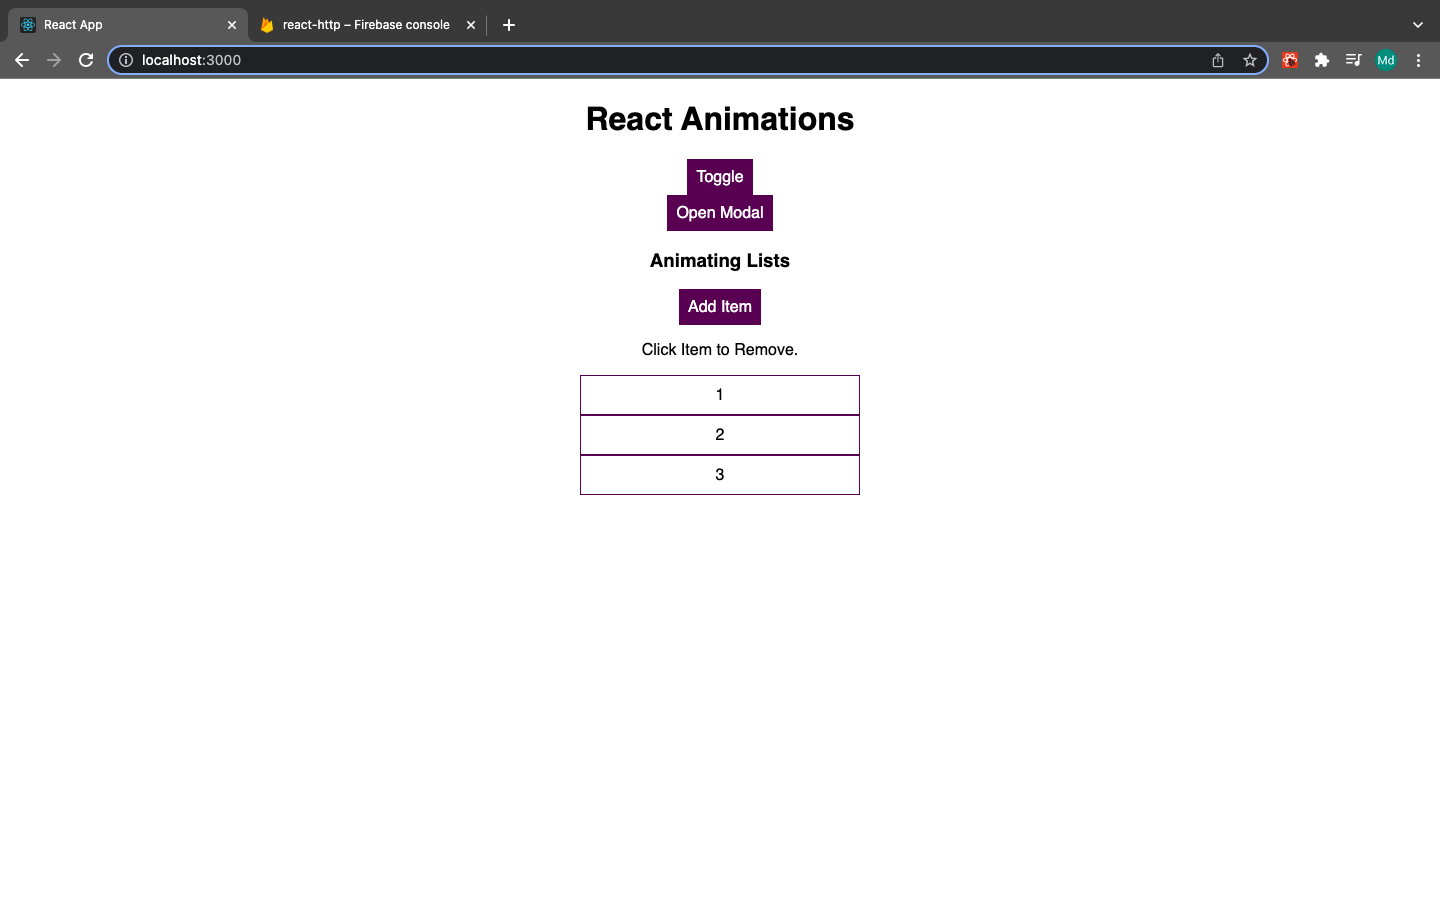 React App
react-http – Firebase console
localhost:3000
Md
React Animations
Toggle
Open Modal
Animating Lists
Add Item
Click Item to Remove.
1
2
3